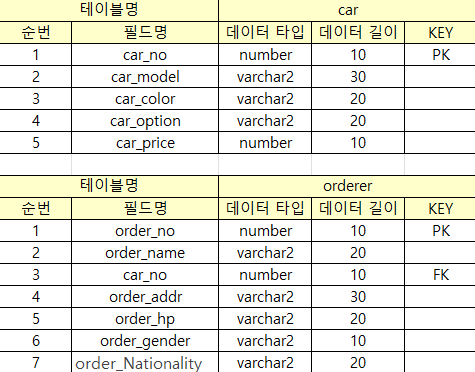 테이블명 car
순번 필드명 데이터 타입 데이터 길이 KEY
1 car_no number 10 PK
2 car_model varchar2 30
3 car_color varchar2 20
4 car_option varchar2 20
5 car_price number 10
테이블명 orderer
순번 필드명 데이터 타입 데이터 길이 KEY
1 order_no number 10 PK
2 order_name varchar2 20
3 car_no number 10 FK
4 order_addr varchar2 30
5 order_hp varchar2 20
6 order_gender varchar2 10
7 order_Nationality varchar2 20